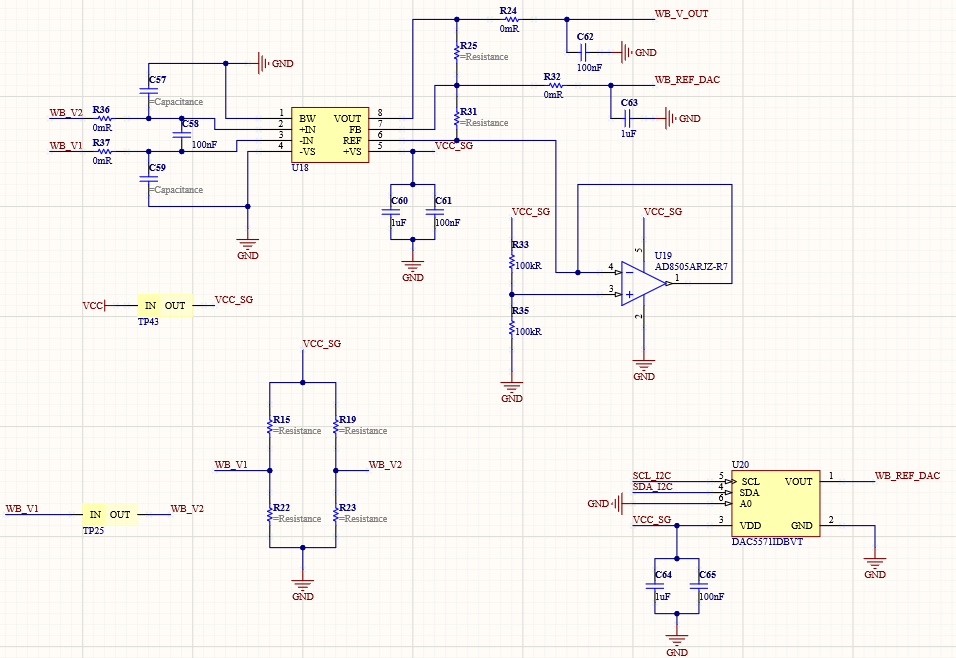 R24 WB_V_OUT
0mR
C62
R25 GND
=Resistance
100nF
C57 GND
R32 WB_REF_DAC
0mR
=Capacitance
C63
WB_V2 R36
0mR
C58
R31 GND
=Resistance
1uF
1 BW VOUT 8
2 +IN FB 7
3 -IN REF 6
4 -VS +VS 5
U18
100nF
WB_V1 R37
0mR
VCC_SG
C59
=Capacitance
C60 C61
1uF 100nF
GND
GND
VCC_SG VCC_SG
R33
100kR
5
U19
AD8505ARJZ-R7
4
1
3
2
R35
100kR
GND
GND
VCC IN OUT VCC_SG
TP43
VCC_SG
R15 R19
=Resistance =Resistance
WB_V1 WB_V2
R22 R23
=Resistance =Resistance
GND
WB_V1 IN OUT WB_V2
TP25
U20
SCL_I2C 5 SCL VOUT 1 WB_REF_DAC
SDA_I2C 4 SDA
GND 6 A0
VCC_SG 3 VDD GND 2
DAC5571IDBVT
GND
C64 C65
1uF 100nF
GND